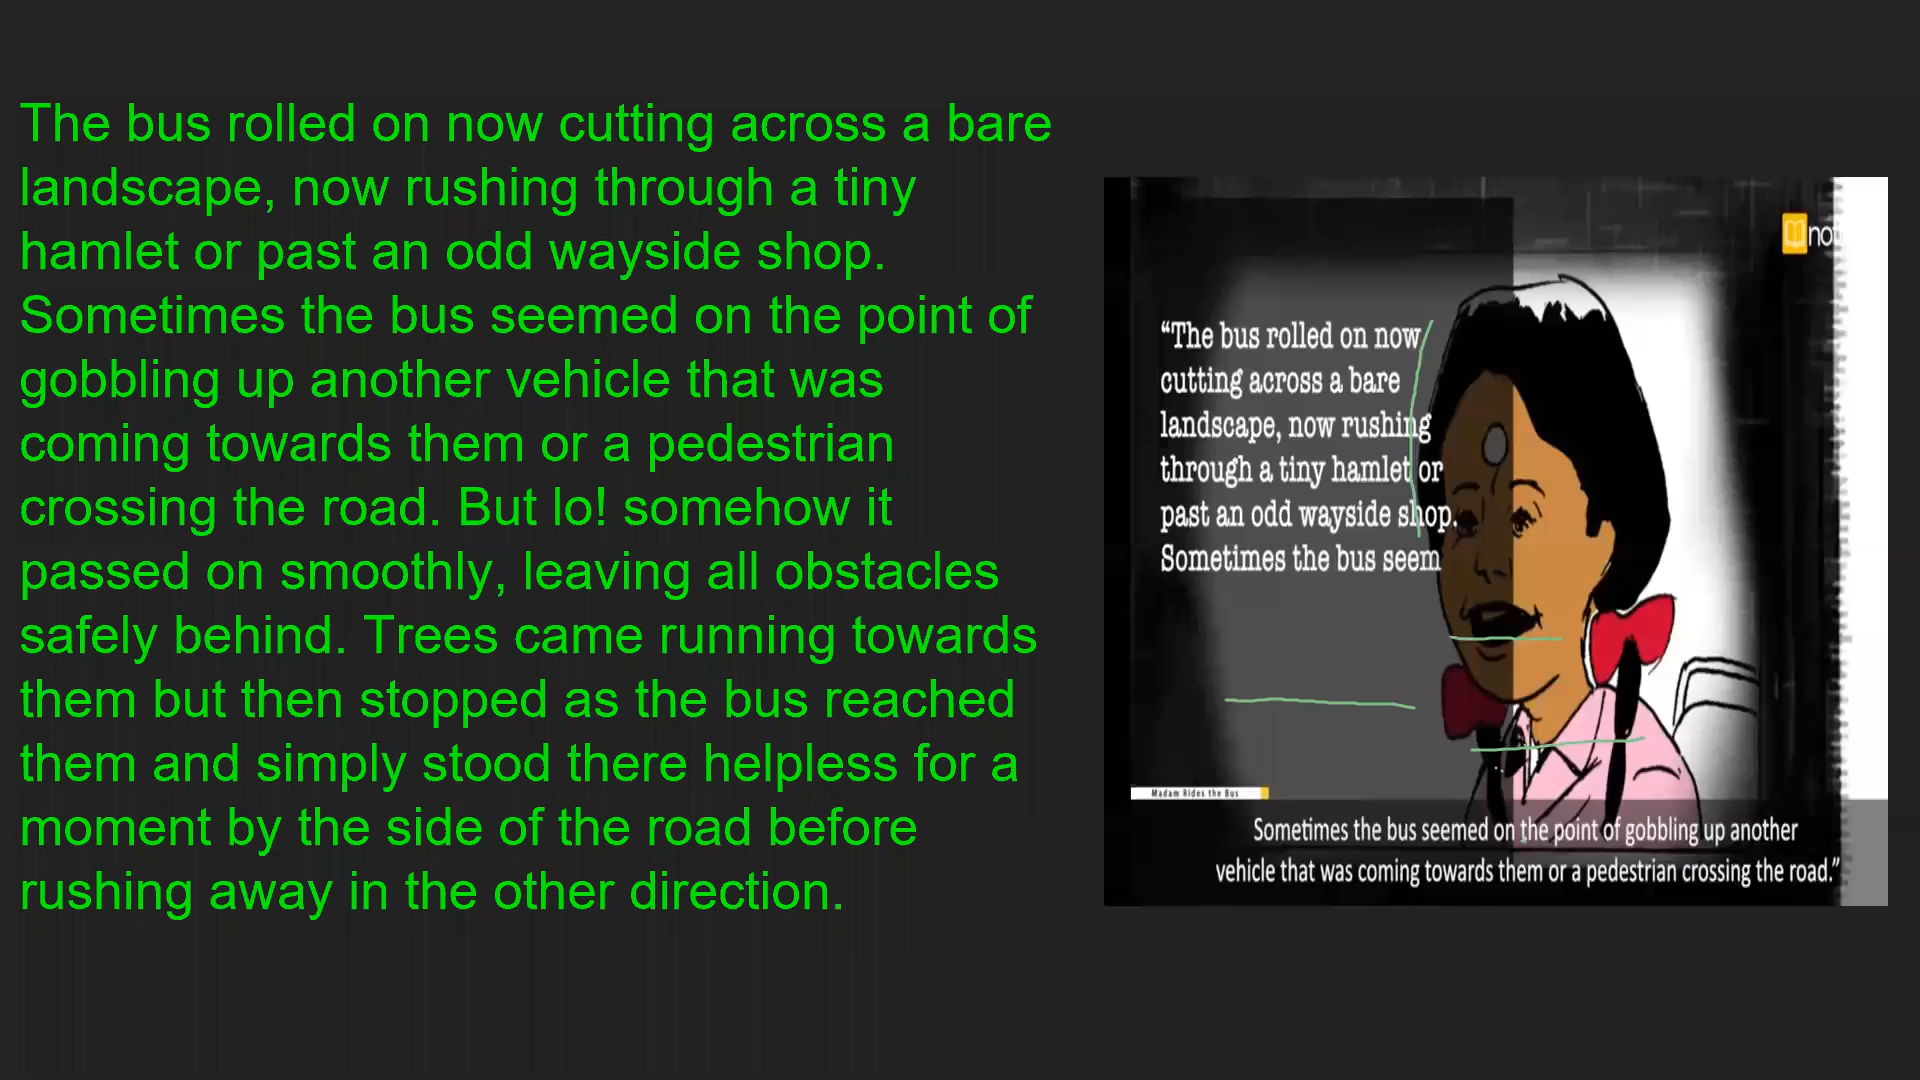 The bus rolled on now cutting across a bare
landscape, now rushing through a tiny
hamlet or past an odd wayside shop.
Sometimes the bus seemed on the point of
gobbling up another vehicle that was
coming towards them or a pedestrian
crossing the road. But lo! somehow it
passed on smoothly, leaving all obstacles
safely behind. Trees came running towards
them but then stopped as the bus reached
them and simply stood there helpless for a
moment by the side of the road before
rushing away in the other direction.
not
“The bus rolled on now
cutting across a bare
landscape, now rushing
through a tiny hamlet or
past an odd wayside shop.
Sometimes the bus seem
Madam Rides the Bus
Sometimes the bus seemed on the point of gobbling up another
vehicle that was coming towards them or a pedestrian crossing the road.”